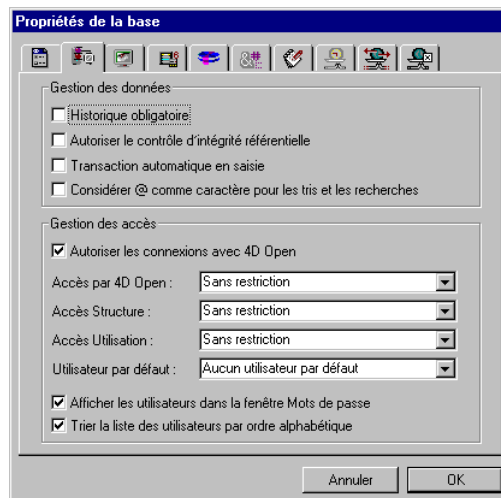 Propriétés de la base
&#
Gestion des données
Historique obligatoire
Autoriser le contrôle d'intégrité référentielle
Transaction automatique en saisie
Considérer @ comme caractère pour les tris et les recherches
Gestion des accès
Autoriser les connexions avec 4D Open
Accès par 4D Open : Sans restriction
Accès Structure : Sans restriction
Accès Utilisation : Sans restriction
Utilisateur par défaut : Aucun utilisateur par défaut
Afficher les utilisateurs dans la fenêtre Mots de passe
Trier la liste des utilisateurs par ordre alphabétique
Annuler OK